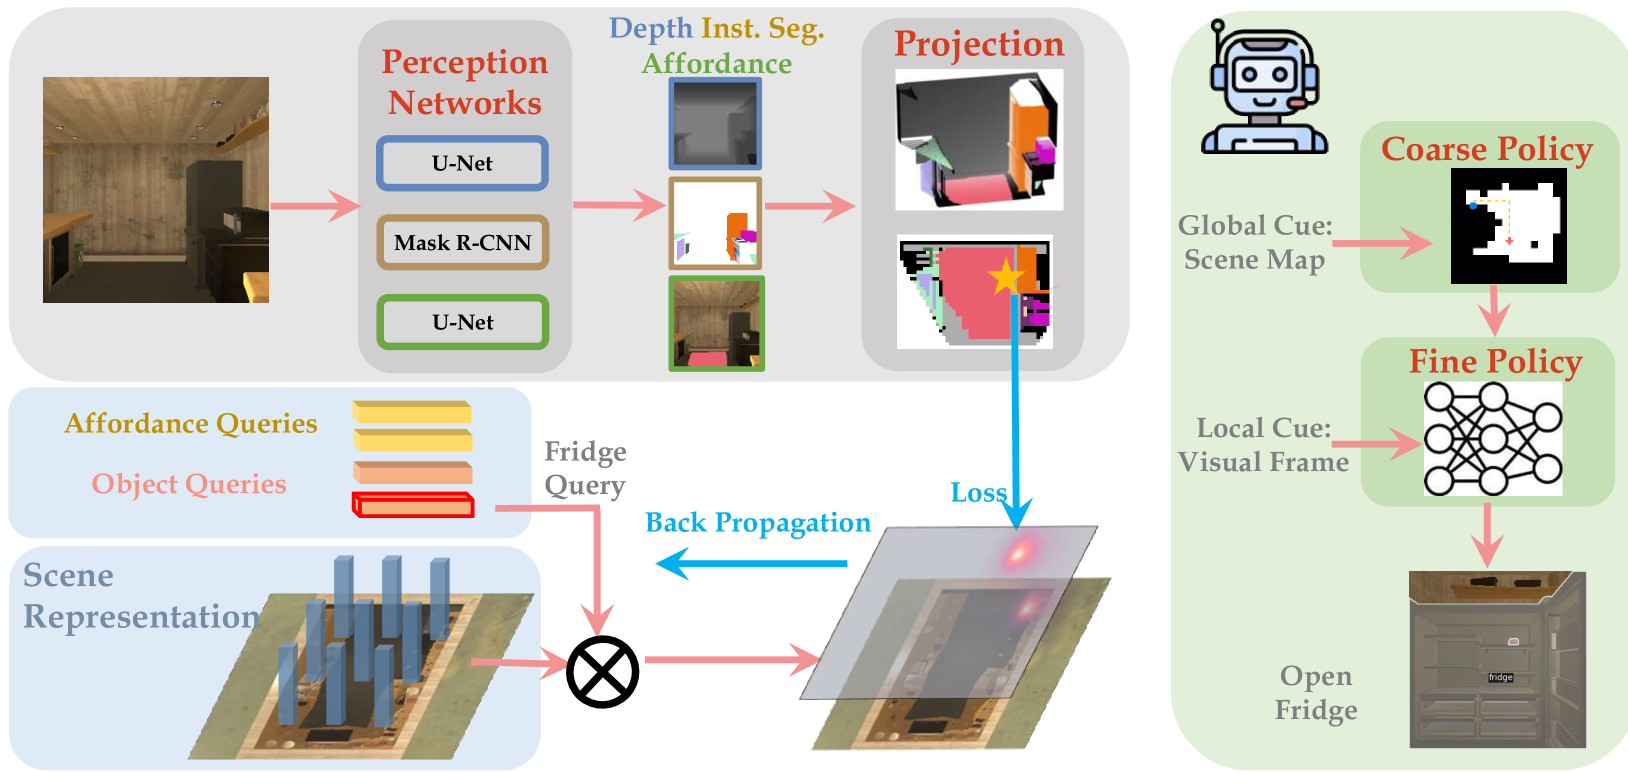 Perception
Networks
U-Net
Mask R-CNN
U-Net
Depth Inst. Seg.
Affordance
Projection
Affordance Queries
Object Queries
Fridge
Query
Scene
Representation
Loss
Back Propagation
Coarse Policy
Global Cue:
Scene Map
Fine Policy
Local Cue:
Visual Frame
Open
Fridge
fridge